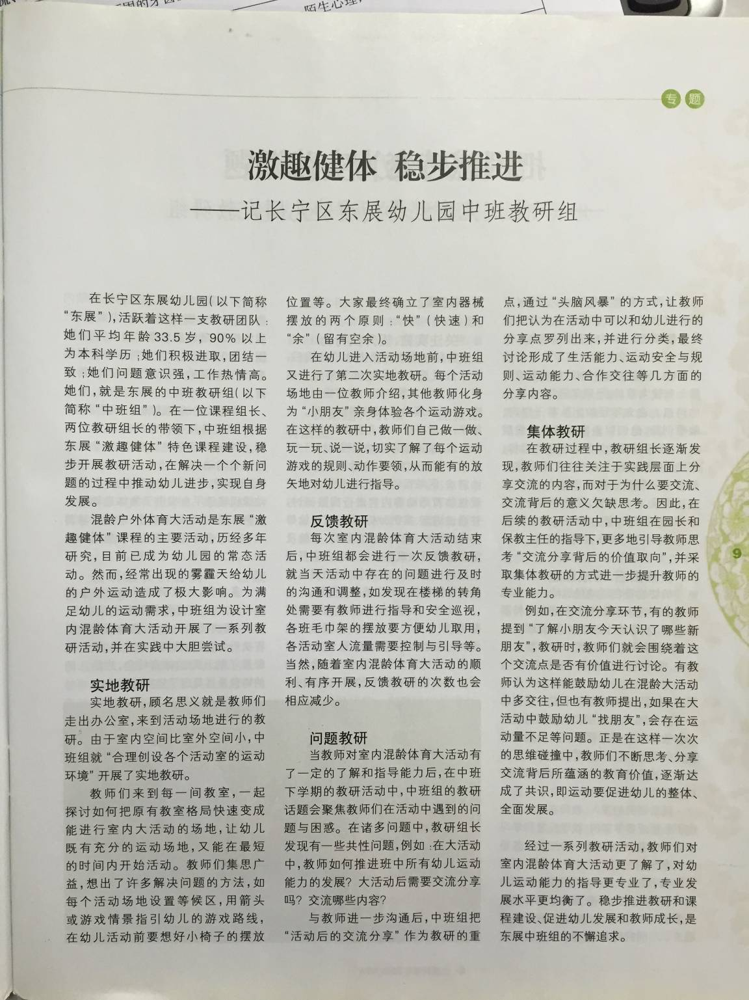 陌生心理,
专题
激趣健体 稳步推进
——记长宁区东展幼儿园中班教研组
在长宁区东展幼儿园(以下简称
“东展”),活跃着这样一支教研团队:
她们平均年龄33.5岁，90%以上
为本科学历;她们积极进取,团结一
致;她们问题意识强,工作热情高。
她们,就是东展的中班教研组(以下
简称“中班组”)。在一位课程组长、
两位教研组长的带领下,中班组根据
东展“激趣健体”特色课程建设,稳
步开展教研活动,在解决一个个新问
题的过程中推动幼儿进步,实现自身
发展。
混龄户外体育大活动是东展“激
趣健体”课程的主要活动,历经多年
研究,目前已成为幼儿园的常态活
动。然而,经常出现的雾霾天给幼儿
的户外运动造成了极大影响。为满
足幼儿的运动需求,中班组为设计室
内混龄体育大活动开展了一系列教
研活动,并在实践中大胆尝试。
实地教研
实地教研,顾名思义就是教师们
走出办公室,来到活动场地进行的教
研。由于室内空间比室外空间小,中
班组就“合理创设各个活动室的运动
环境”开展了实地教研。
教师们来到每一间教室,一起
探讨如何把原有教室格局快速变成
能进行室内大活动的场地,让幼儿
既有充分的运动场地,又能在最短
的时间内开始活动。教师们集思广
益,想出了许多解决问题的方法,如
每个活动场地设置等候区,用箭头
或游戏情景指引幼儿的游戏路线,
在幼儿活动前要想好小椅子的摆放
位置等。大家最终确立了室内器械
摆放的两个原则:“快”(快速)和
“余”(留有空余)。
在幼儿进入活动场地前,中班组
又进行了第二次实地教研。每个活动
场地由一位教师介绍,其他教师化身
为“小朋友”亲身体验各个运动游戏。
在这样的教研中,教师们自己做一做、
玩一玩、说一说,切实了解了每个运动
游戏的规则、动作要领,从而能有的放
矢地对幼儿进行指导。
反馈教研
每次室内混龄体育大活动结束
后,中班组都会进行一次反馈教研,
就当天活动中存在的问题进行及时
的沟通和调整,如发现在楼梯的转角
处需要有教师进行指导和安全巡视,
各班毛巾架的摆放要方便幼儿取用,
各活动室人流量需要控制与引导等。
当然,随着室内混龄体育大活动的顺
利、有序开展,反馈教研的次数也会
相应减少。
问题教研
当教师对室内混龄体育大活动有
了一定的了解和指导能力后,在中班
下学期的教研活动中,中班组的教研
话题会聚焦教师们在活动中遇到的问
题与困惑。在诸多问题中,教研组长
发现有一些共性问题,例如:在大活动
中,教师如何推进班中所有幼儿运动
能力的发展？大活动后需要交流分享
吗？交流哪些内容？
与教师进一步沟通后,中班组把
“活动后的交流分享”作为教研的重
点,通过“头脑风暴”的方式,让教师
们把认为在活动中可以和幼儿进行的
分享点罗列出来,并进行分类,最终
讨论形成了生活能力、运动安全与规
则、运动能力、合作交往等几方面的
分享内容。
集体教研
在教研过程中,教研组长逐渐发
现,教师们往往关注于实践层面上分
享交流的内容,而对于为什么要交流、
交流背后的意义欠缺思考。因此,在
后续的教研活动中,中班组在园长和
保教主任的指导下,更多地引导教师思
考“交流分享背后的价值取向”,并采
取集体教研的方式进一步提升教师的
专业能力。
例如,在交流分享环节,有的教师
提到“了解小朋友今天认识了哪些新
朋友”,教研时,教师们就会围绕着这
个交流点是否有价值进行讨论。有教
师认为这样能鼓励幼儿在混龄大活动
中多交往,但也有教师提出,如果在大
活动中鼓励幼儿“找朋友”,会存在运
动量不足等问题。正是在这样一次次
的思维碰撞中,教师们不断思考、分享
交流背后所蕴涵的教育价值,逐渐达
成了共识,即运动要促进幼儿的整体、
全面发展。
经过一系列教研活动,教师们对
室内混龄体育大活动更了解了,对幼
儿运动能力的指导更专业了,专业发
展水平更均衡了。稳步推进教研和课
程建设、促进幼儿发展和教师成长,是
东展中班组的不懈追求。
9